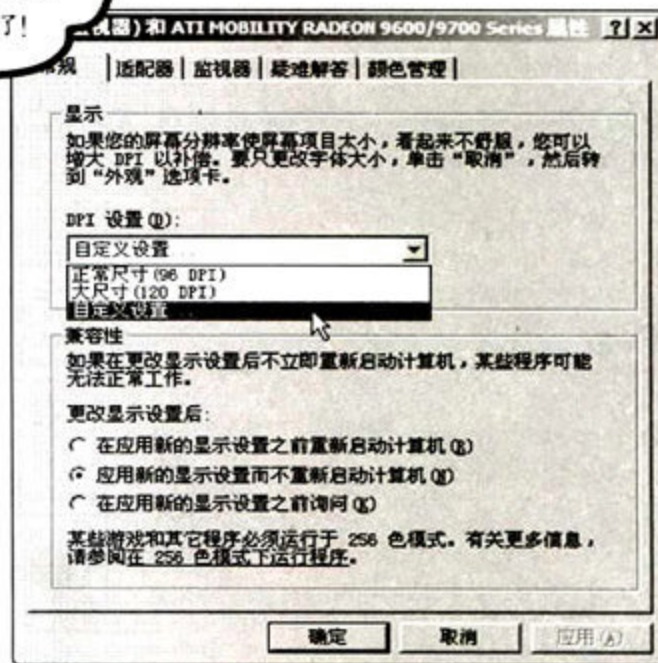 了!
监视器) 和 ATI MOBILITY RADEON 9600/9700 Series 属性
常规 适配器 监视器 疑难解答 颜色管理
显示
如果您的屏幕分辨率使屏幕项目太小，看起来不舒服，您可以
增大 DPI 以补偿。要只更改字体大小，单击“取消”，然后转
到“外观”选项卡。
DPI 设置(D):
自定义设置...
正常尺寸(96 DPI)
大尺寸(120 DPI)
自定义设置...
兼容性
如果在更改显示设置后不立即重新启动计算机，某些程序可能
无法正常工作。
更改显示设置后:
在应用新的显示设置之前重新启动计算机(R)
应用新的显示设置而不重新启动计算机(N)
在应用新的显示设置之前询问(K)
某些游戏和其它程序必须运行于 256 色模式。有关更多信息，
请参阅在 256 色模式下运行程序。
确定 取消 应用(A)